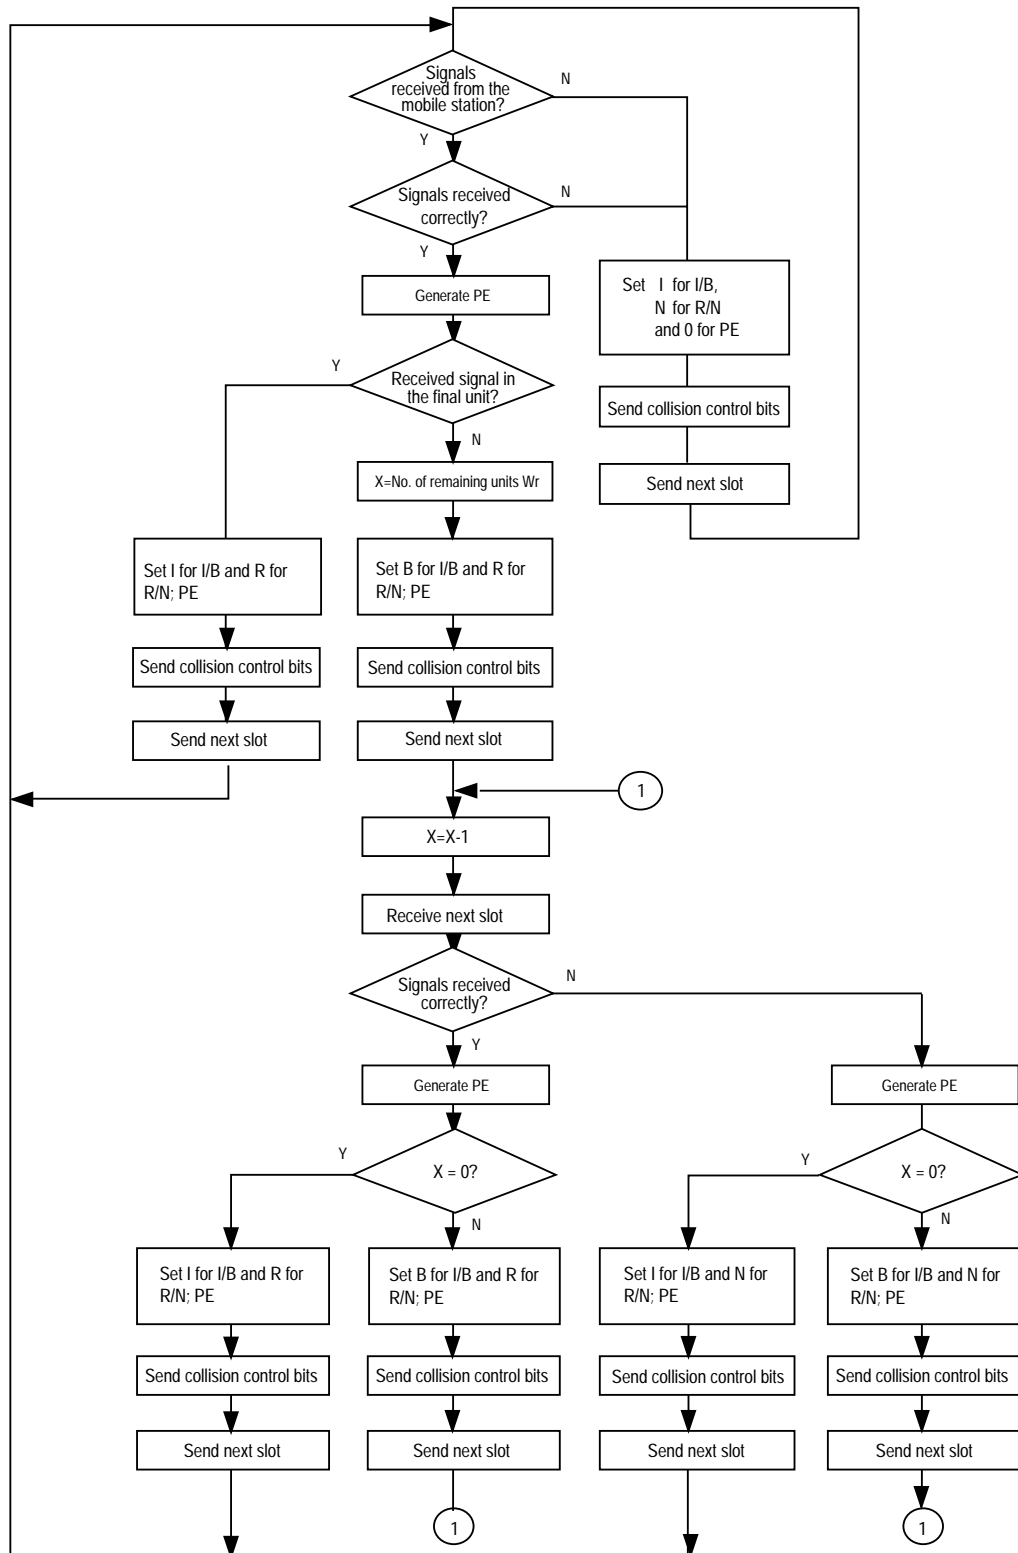 Signals
received from the
mobile station?
N
Y
Signals received
correctly?
N
Y
Generate PE
Set I for I/B,
N for R/N
and 0 for PE
Y
Received signal in
the final unit?
N
Send collision control bits
X=No. of remaining units Wr
Send next slot
Set I for I/B and R for
R/N; PE
Set B for I/B and R for
R/N; PE
Send collision control bits
Send collision control bits
Send next slot
Send next slot
1
X=X-1
Receive next slot
Signals received
correctly?
N
Y
Generate PE
Generate PE
Y
X = 0?
N
Y
X = 0?
N
Set I for I/B and R for
R/N; PE
Set B for I/B and R for
R/N; PE
Set I for I/B and N for
R/N; PE
Set B for I/B and N for
R/N; PE
Send collision control bits
Send collision control bits
Send collision control bits
Send collision control bits
Send next slot
Send next slot
Send next slot
Send next slot
1
1